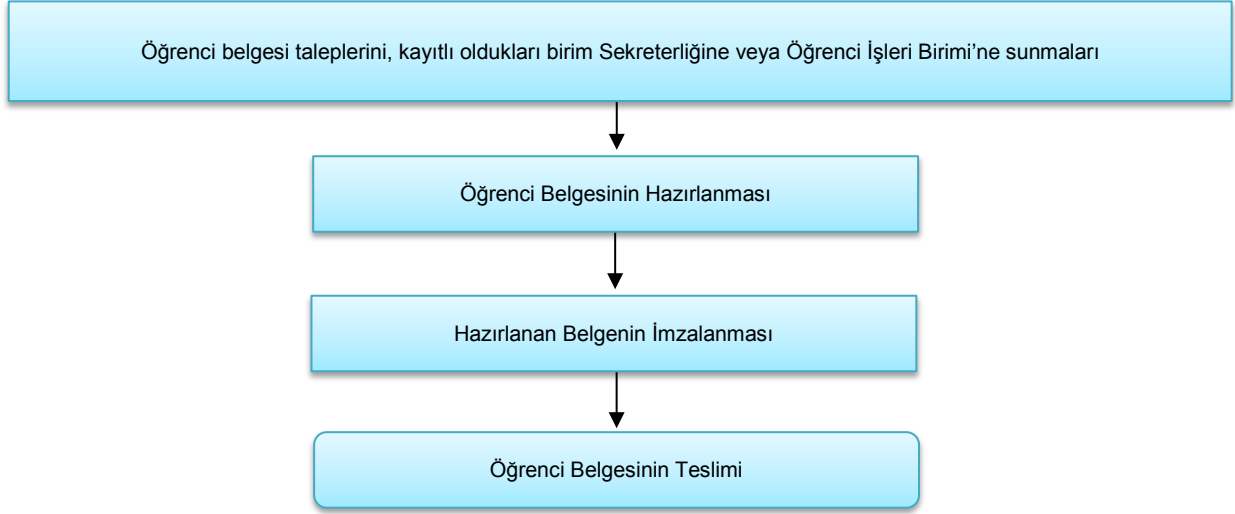 Öğrenci belgesi taleplerini, kayıtlı oldukları birim Sekreterliğine veya Öğrenci İşleri Birimi’ne sunmaları
Öğrenci Belgesinin Hazırlanması
Hazırlanan Belgenin İmzalanması
Öğrenci Belgesinin Teslimi